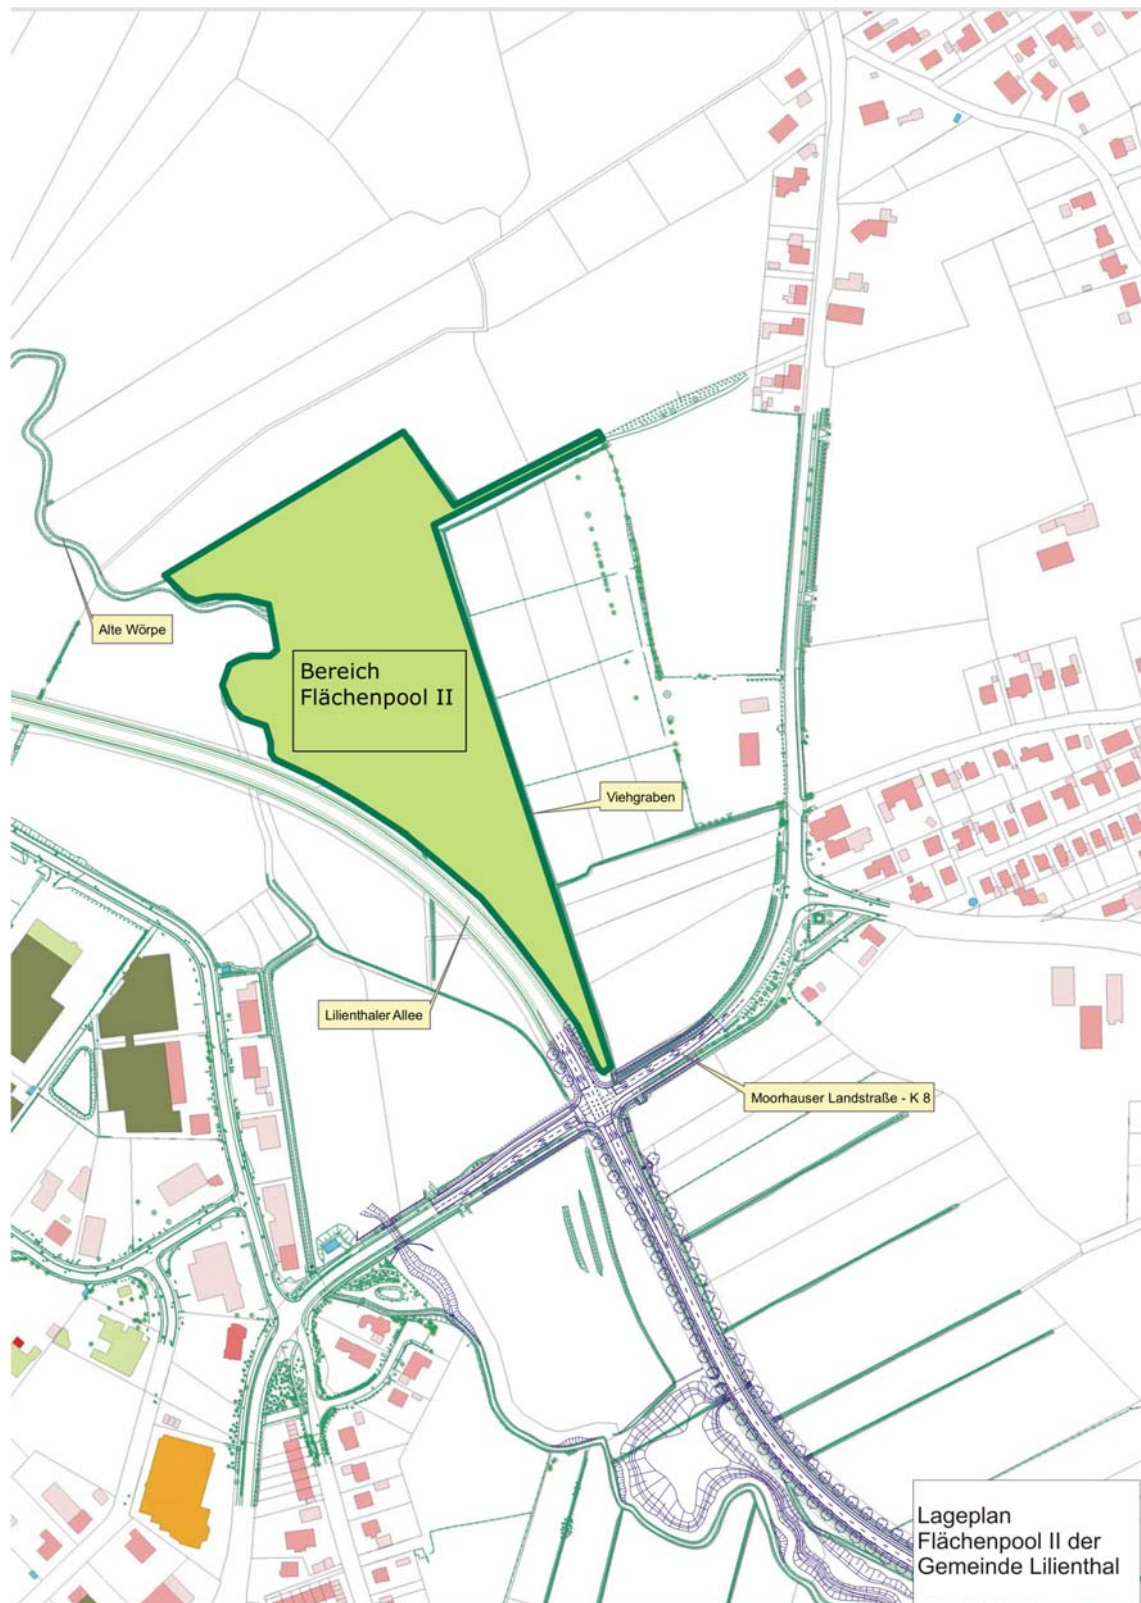 Alte Wörpe
Bereich
Flächenpool II
Viehgraben
Lilienthaler Allee
Moorhauser Landstraße - K 8
Lageplan
Flächenpool II der
Gemeinde Lilienthal